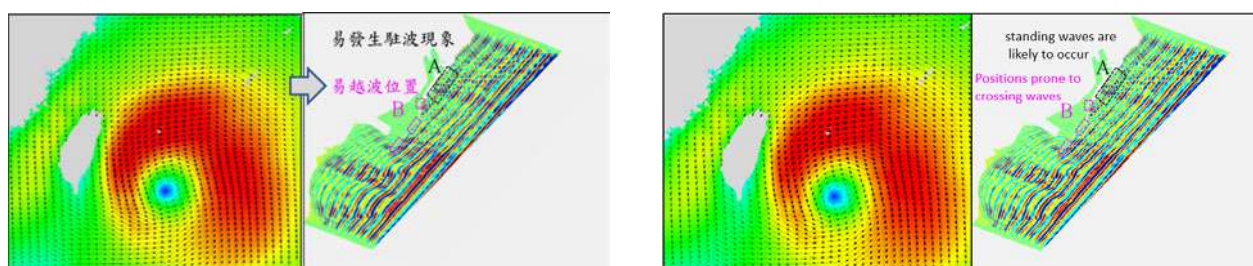 易發生駐波現象
A
易越波位置
B
standing waves are
likely to occur
A
Positions prone to
crossing waves
B